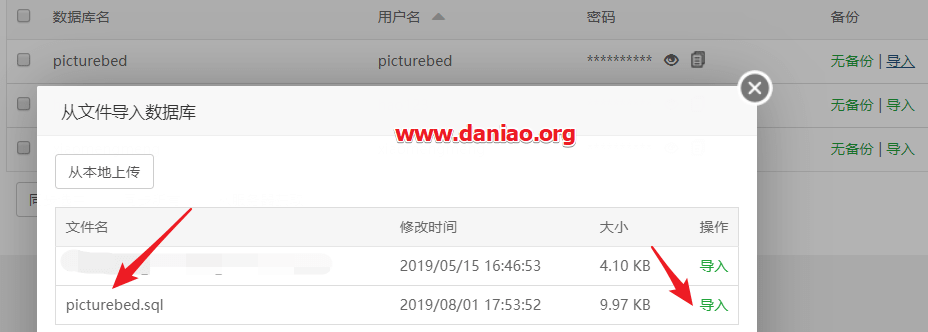 数据库名 用户名 密码 备份
picturebed picturebed ********** 无备份 | 导入
无备份 | 导入
无备份 | 导入
从文件导入数据库
www.daniao.org
从本地上传
文件名 修改时间 大小 操作
2019/05/15 16:46:53 4.10 KB 导入
picturebed.sql 2019/08/01 17:53:52 9.97 KB 导入